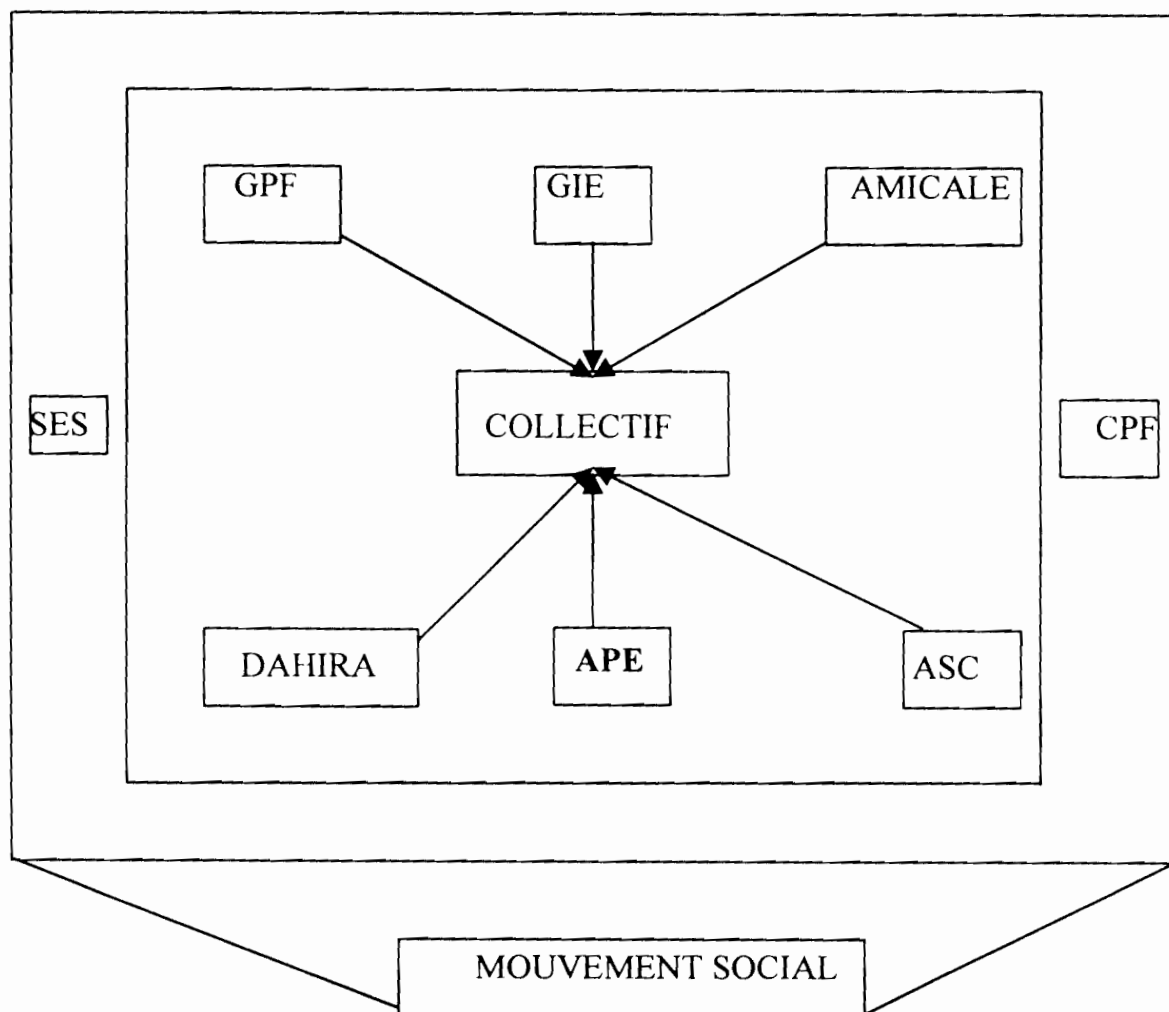 GPF
GIE
AMICALE
SES
COLLECTIF
CPF
DAHIRA
APE
ASC
MOUVEMENT SOCIAL